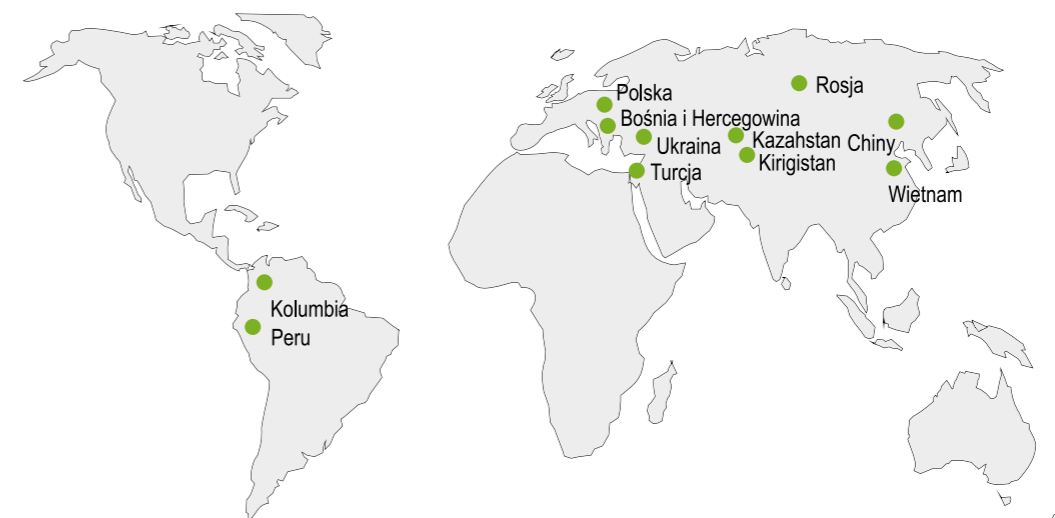 Polska
Rosja
Bośnia i Hercegowina
Ukraina
Kazahstan
Chiny
Kirigistan
Turcja
Wietnam
Kolumbia
Peru